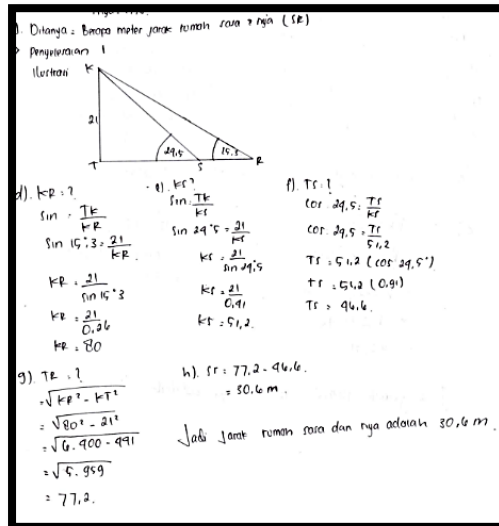 ). Ditanya = Berapa meter jarak rumah sasa & riya (SR)
> Penyelesaian 1
Ilustrasi
K
21
T
29,5
S
15,3
R
d). KR = ?
Sin = TK/KR
Sin 15°,3 = 21/KR
KR = 21/sin 15°3
KR = 21/0,26
KR = 80
e). KS ?
Sin = TK/KS
Sin 29°5 = 21/KS
KS = 21/sin 29,5
KS = 21/0,41
KS = 51,2.
f). TS = ?
Cos 29,5 = TS/KS
Cos 29,5 = TS/51,2
TS = 51,2 (cos 29,5°)
TS = 51,2 (0,91)
TS = 46,6.
g). TR = ?
= √KR² - KT²
= √80² - 21²
= √6.400 - 441
= √5.959
= 77,2.
h). Sr = 77,2 - 46,6.
= 30,6 m.
Jadi Jarak rumah sasa dan riya adalah 30,6 m.